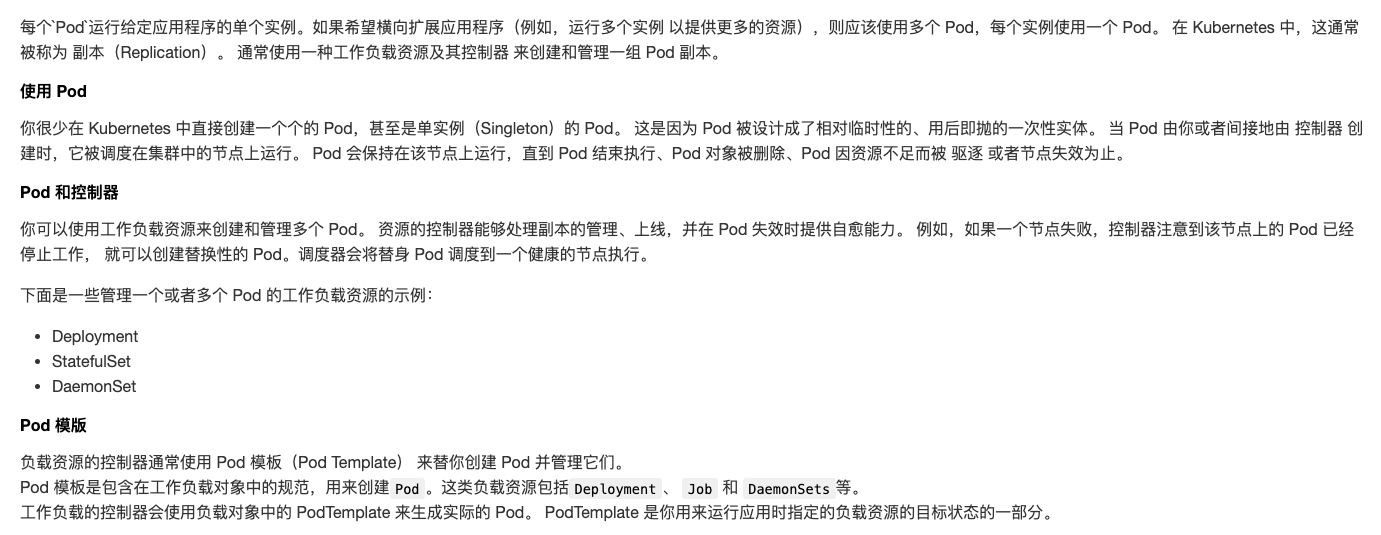 每个`Pod`运行给定应用程序的单个实例。如果希望横向扩展应用程序（例如，运行多个实例 以提供更多的资源）, 则应该使用多个 Pod，每个实例使用一个 Pod。 在 Kubernetes 中，这通常
被称为 副本（Replication）。 通常使用一种工作负载资源及其控制器 来创建和管理一组 Pod 副本。
使用 Pod
你很少在 Kubernetes 中直接创建一个个的 Pod，甚至是单实例（Singleton）的 Pod。 这是因为 Pod 被设计成了相对临时性的、用后即抛的一次性实体。 当 Pod 由你或者间接地由 控制器 创
建时，它被调度在集群中的节点上运行。 Pod 会保持在该节点上运行，直到 Pod 结束执行、Pod 对象被删除、Pod 因资源不足而被 驱逐 或者节点失效为止。
Pod 和控制器
你可以使用工作负载资源来创建和管理多个 Pod。 资源的控制器能够处理副本的管理、上线，并在 Pod 失效时提供自愈能力。 例如，如果一个节点失败，控制器注意到该节点上的 Pod 已经
停止工作， 就可以创建替换性的 Pod。调度器会将替身 Pod 调度到一个健康的节点执行。
下面是一些管理一个或者多个 Pod 的工作负载资源的示例：
• Deployment
• StatefulSet
• DaemonSet
Pod 模版
负载资源的控制器通常使用 Pod 模板（Pod Template） 来替你创建 Pod 并管理它们。
Pod 模板是包含在工作负载对象中的规范，用来创建 Pod 。这类负载资源包括 Deployment 、 Job 和 DaemonSets 等。
工作负载的控制器会使用负载对象中的 PodTemplate 来生成实际的 Pod。 PodTemplate 是你用来运行应用时指定的负载资源的目标状态的一部分。